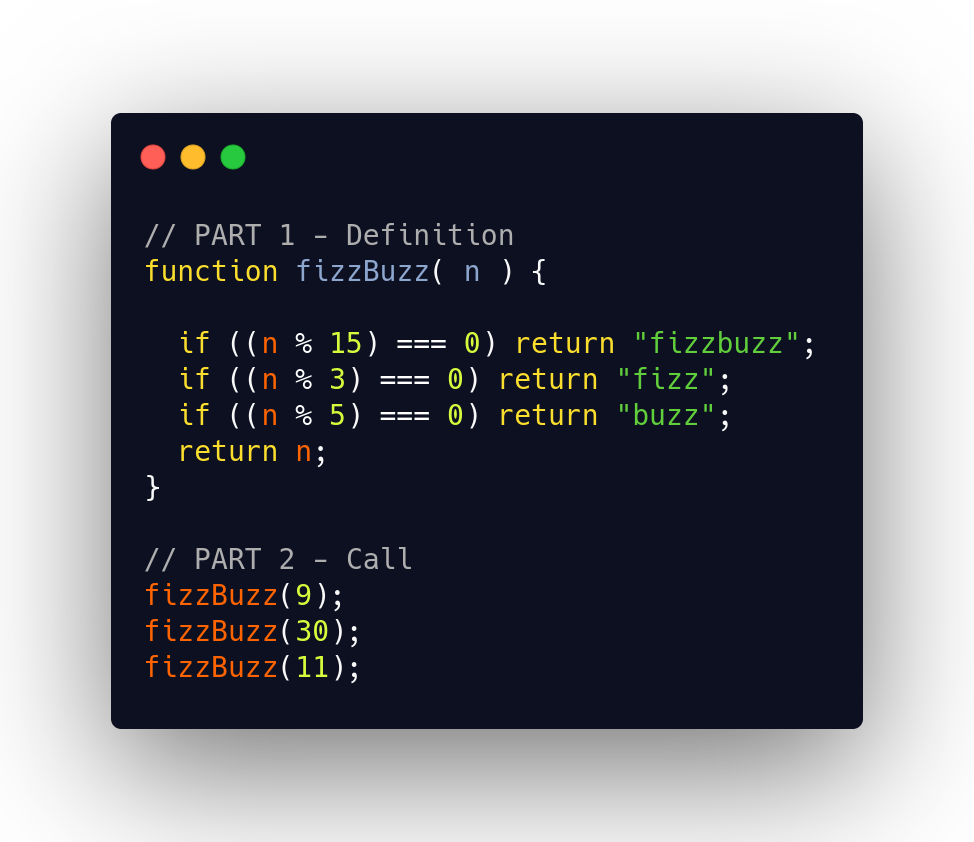 // PART 1 - Definition
function fizzBuzz( n ) {
if ((n % 15) === 0) return "fizzbuzz";
if ((n % 3) === 0) return "fizz";
if ((n % 5) === 0) return "buzz";
return n;
}
// PART 2 - Call
fizzBuzz(9);
fizzBuzz(30);
fizzBuzz(11);